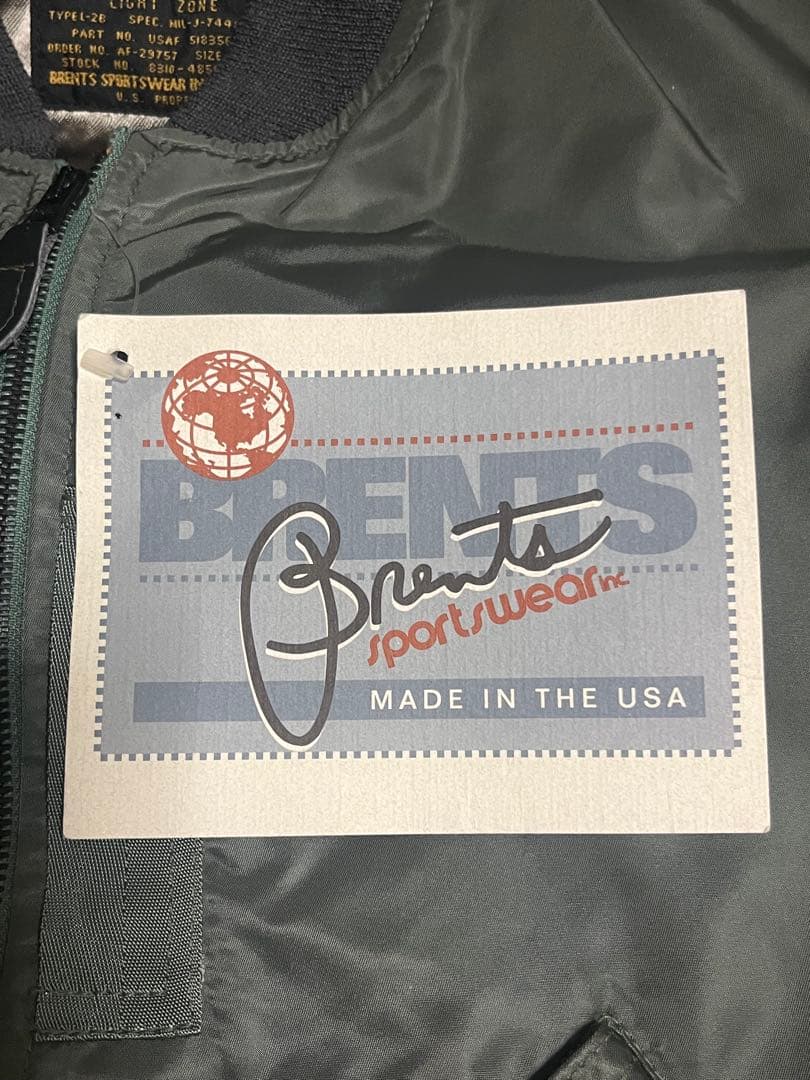 LIGHT ZONE
TYPE L-2B SPEC. MIL-J-744
PART NO. USAF 51835
ORDER NO. AF-29757 SIZE
STOCK NO. 8310-485
BRENTS SPORTSWEAR IN
U.S. PROP
BRENTS
Brents
sportswear inc.
MADE IN THE USA